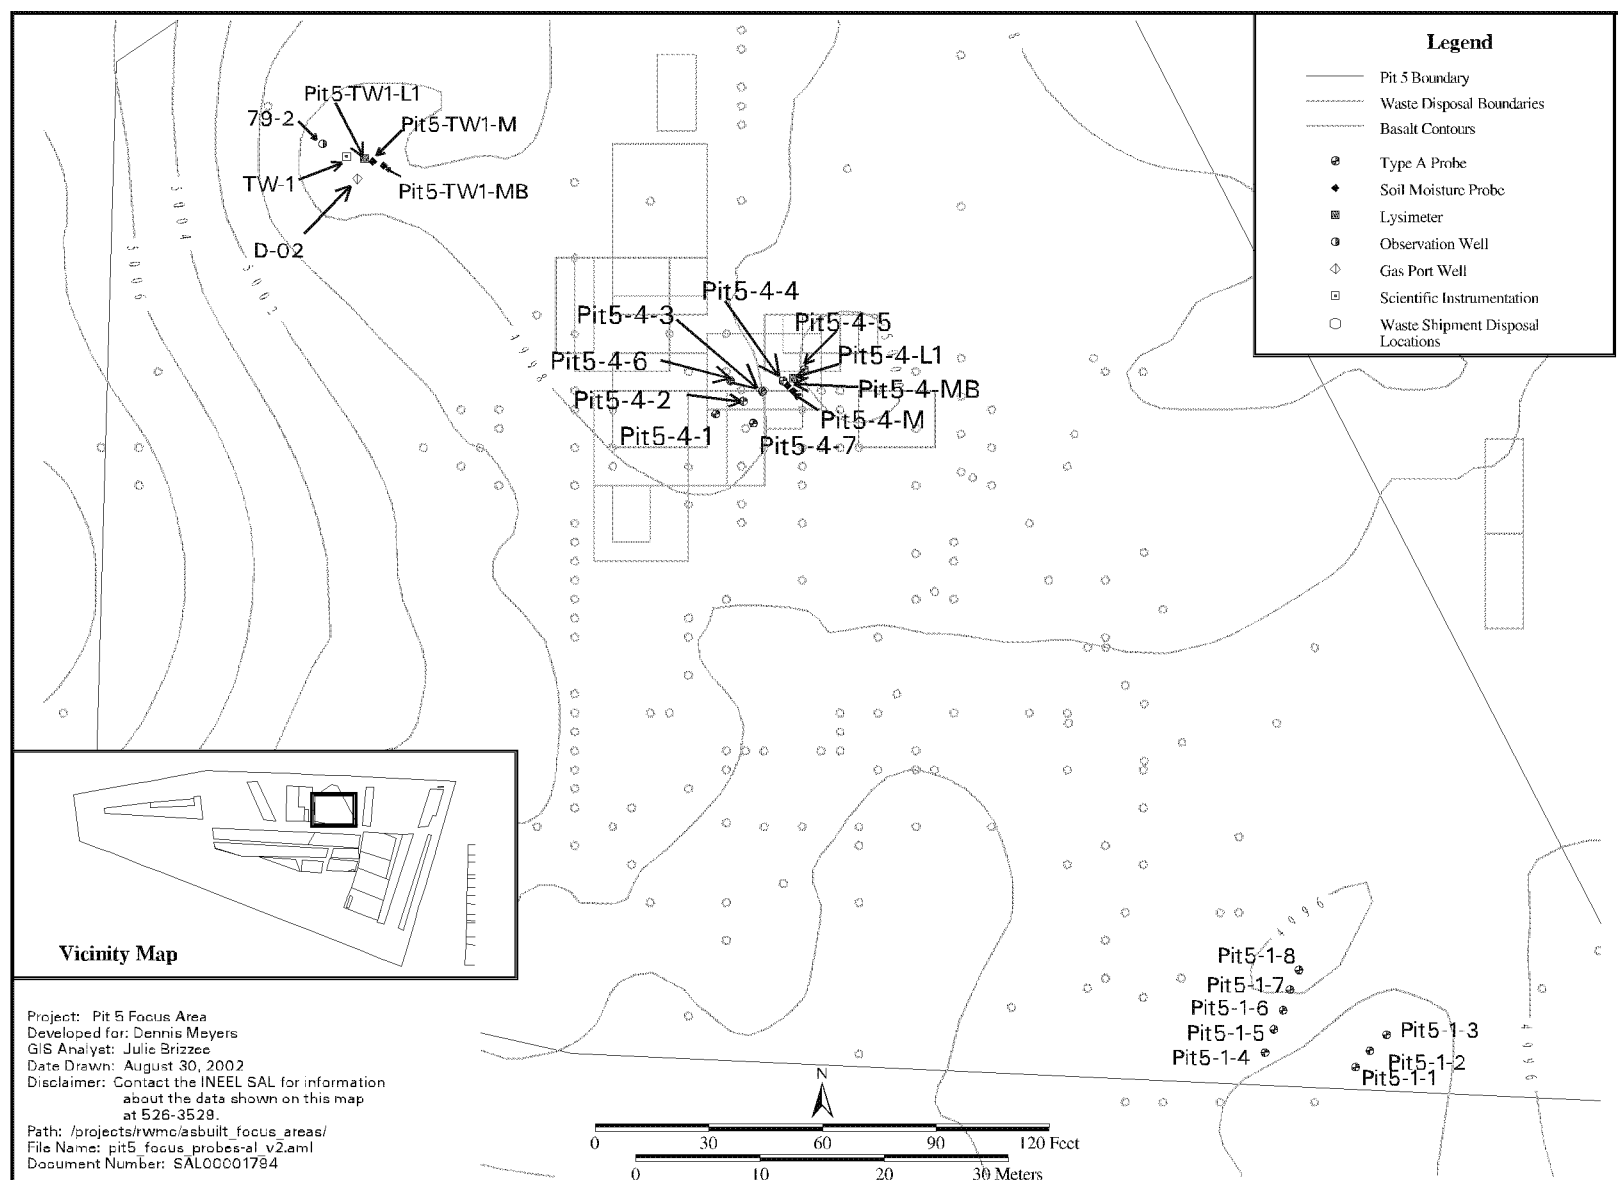 Legend
Pit 5 Boundary
Waste Disposal Boundaries
Basalt Contours
Type A Probe
Soil Moisture Probe
Lysimeter
Observation Well
Gas Port Well
Scientific Instrumentation
Waste Shipment Disposal
Locations
Pit5-TW1-L1
79-2
Pit5-TW1-M
TW-1
Pit5-TW1-MB
D-02
5006
5004
5002
4998
Pit5-4-4
Pit5-4-3
Pit5-4-5
Pit5-4-6
Pit5-4-L1
Pit5-4-2
Pit5-4-MB
Pit5-4-M
Pit5-4-1
Pit5-4-7
Vicinity Map
4996
Pit5-1-8
Pit5-1-7
Pit5-1-6
Pit5-1-5
Pit5-1-4
Pit5-1-3
Pit5-1-2
Pit5-1-1
4996
Project: Pit 5 Focus Area
Developed for: Dennis Meyers
GIS Analyst: Julie Brizzee
Date Drawn: August 30, 2002
Disclaimer: Contact the INEEL SAL for information
about the data shown on this map
at 526-3529.
Path: /projects/rwmc/asbuilt_focus_areas/
File Name: pit5_focus_probes-al_v2.aml
Document Number: SAL00001794
N
0 30 60 90 120 Feet
0 10 20 30 Meters